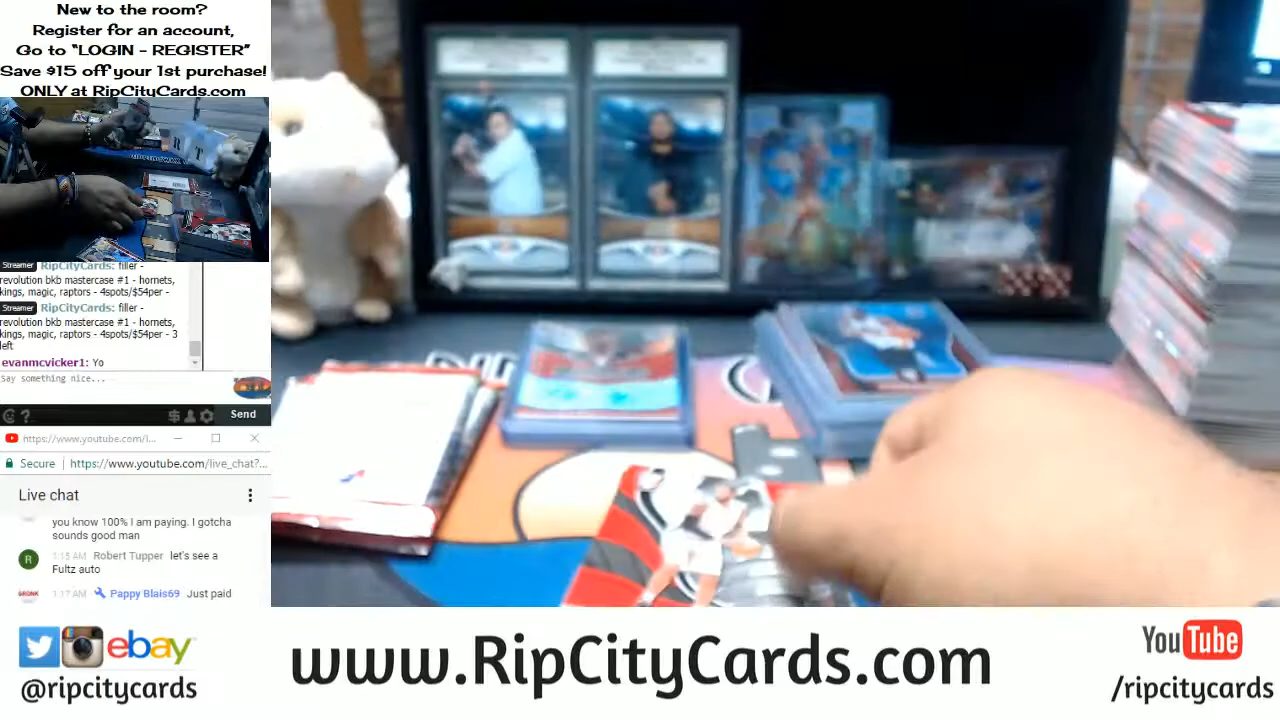 New to the room?
Register for an account,
Go to “LOGIN - REGISTER”
Save $15 off your 1st purchase!
ONLY at RipCityCards.com
Streamer RipCityCards: filler -
revolution bkb mastercase #1 - hornets,
kings, magic, raptors - 4spots/$54per -
Streamer RipCityCards: filler -
revolution bkb mastercase #1 - hornets,
kings, magic, raptors - 4spots/$54per - 3
left
evanmcvicker1: Yo
Say something nice...
Send
https://www.youtube.com/l...
Secure https://www.youtube.com/live_chat?...
Live chat
you know 100% I am paying. I gotcha
sounds good man
R 1:15 AM Robert Tupper let's see a
Fultz auto
GRONK 1:17 AM Pappy Blais69 Just paid
ebay
@ripcitycards
www.RipCityCards.com
YouTube
/ripcitycards